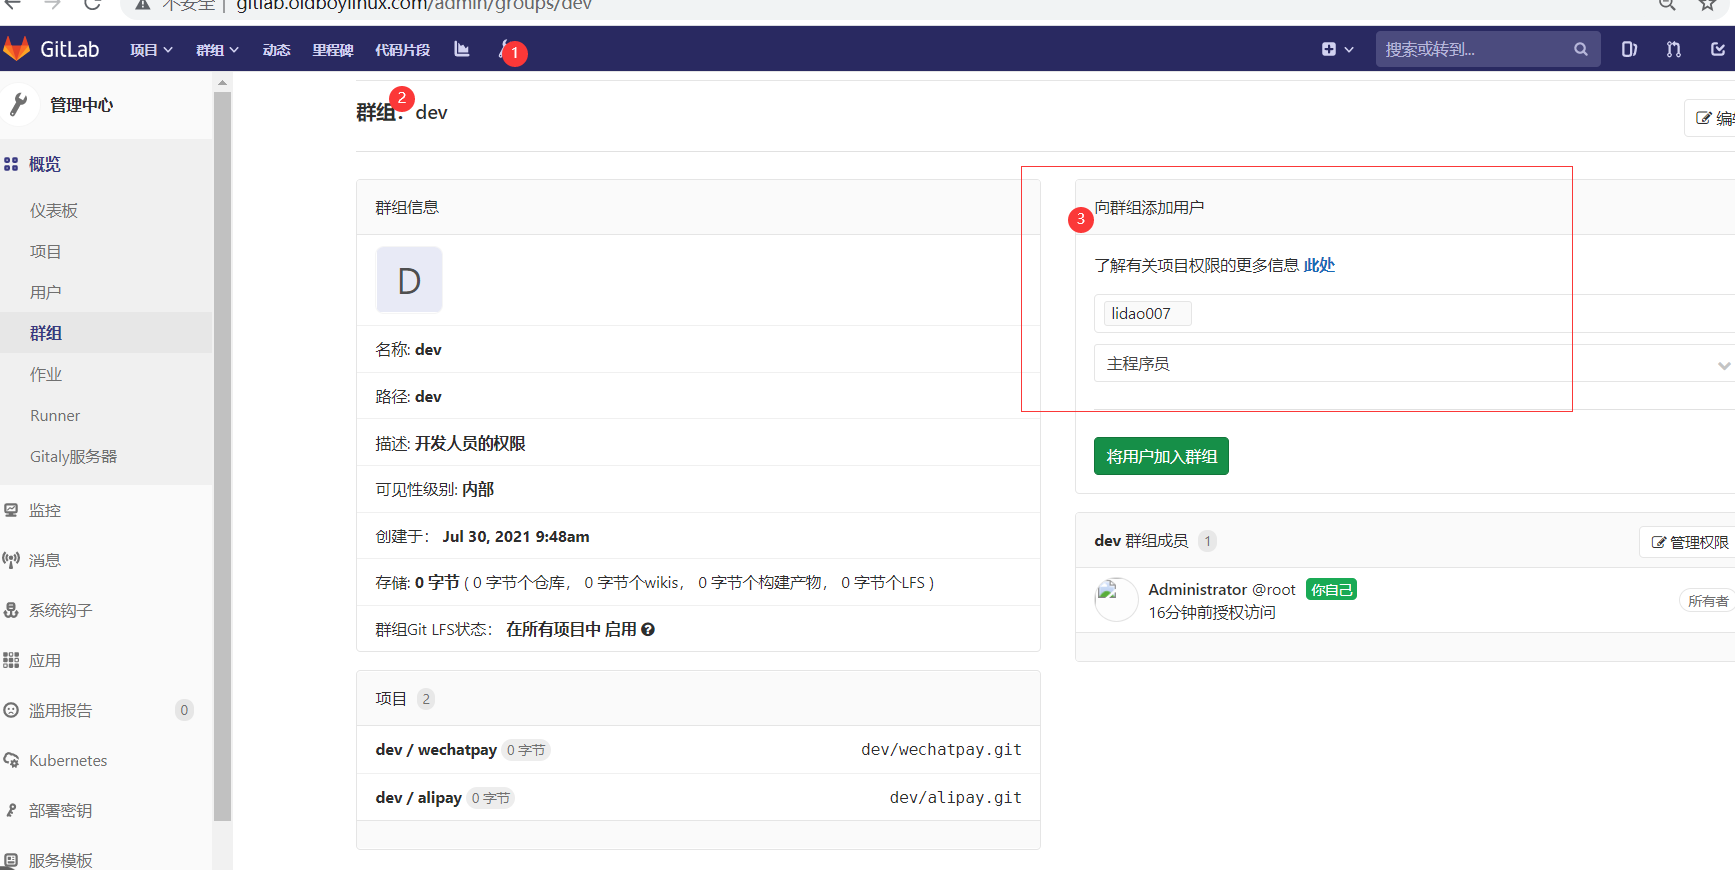 不安全 | gitlab.oldboylinux.com/admin/groups/dev
GitLab 项目 群组 动态 里程碑 代码片段 1 搜索或转到...
管理中心
概览
仪表板
项目
用户
群组
作业
Runner
Gitaly服务器
监控
消息
系统钩子
应用
滥用报告 0
Kubernetes
部署密钥
服务模板
2
群组: dev
群组信息
D
名称: dev
路径: dev
描述: 开发人员的权限
可见性级别: 内部
创建于: Jul 30, 2021 9:48am
存储: 0 字节 ( 0 字节个仓库, 0 字节个wikis, 0 字节个构建产物, 0 字节个LFS )
群组Git LFS状态: 在所有项目中 启用
项目 2
dev / wechatpay 0 字节 dev/wechatpay.git
dev / alipay 0 字节 dev/alipay.git
3
向群组添加用户
了解有关项目权限的更多信息 此处
lidao007
主程序员
将用户加入群组
dev 群组成员 1 管理权限
Administrator @root 你自己
16分钟前授权访问
所有者